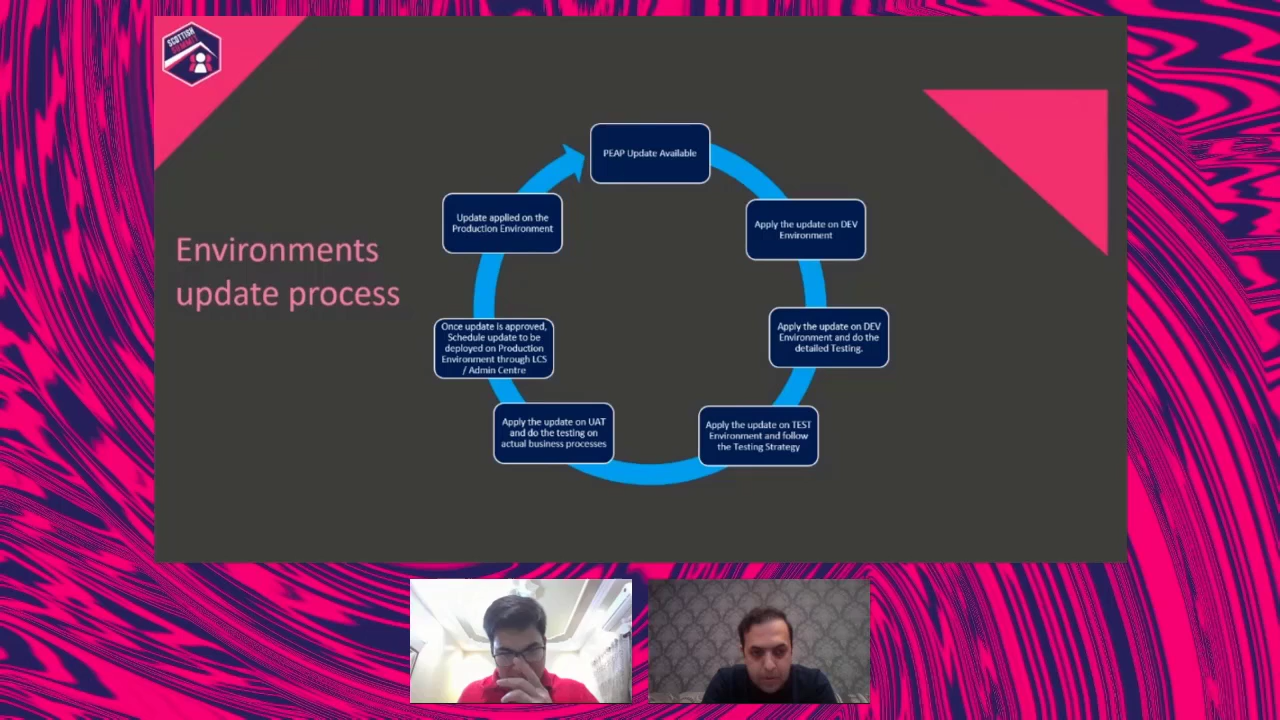 SCOTTISH
SUMMIT
Environments
update process
PEAP Update Available
Apply the update on DEV
Environment
Apply the update on DEV
Environment and do the
detailed Testing.
Apply the update on TEST
Environment and follow
the Testing Strategy
Apply the update on UAT
and do the testing on
actual business processes
Once update is approved,
Schedule update to be
deployed on Production
Environment through LCS
/ Admin Centre
Update applied on the
Production Environment